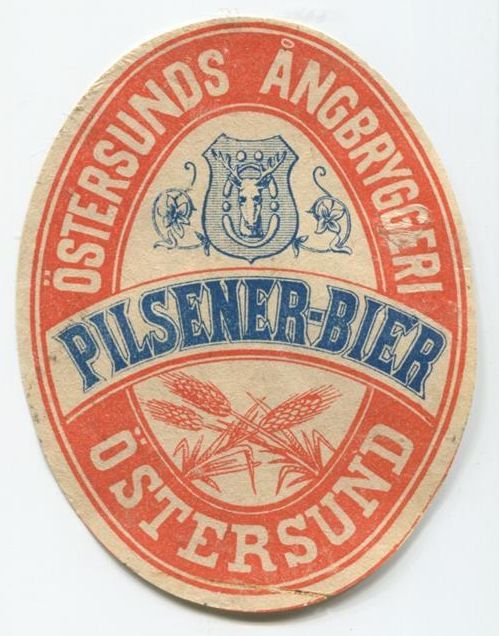 ÖSTERSUNDS ÅNGBRYGGERI
PILSENER-BIER
ÖSTERSUND